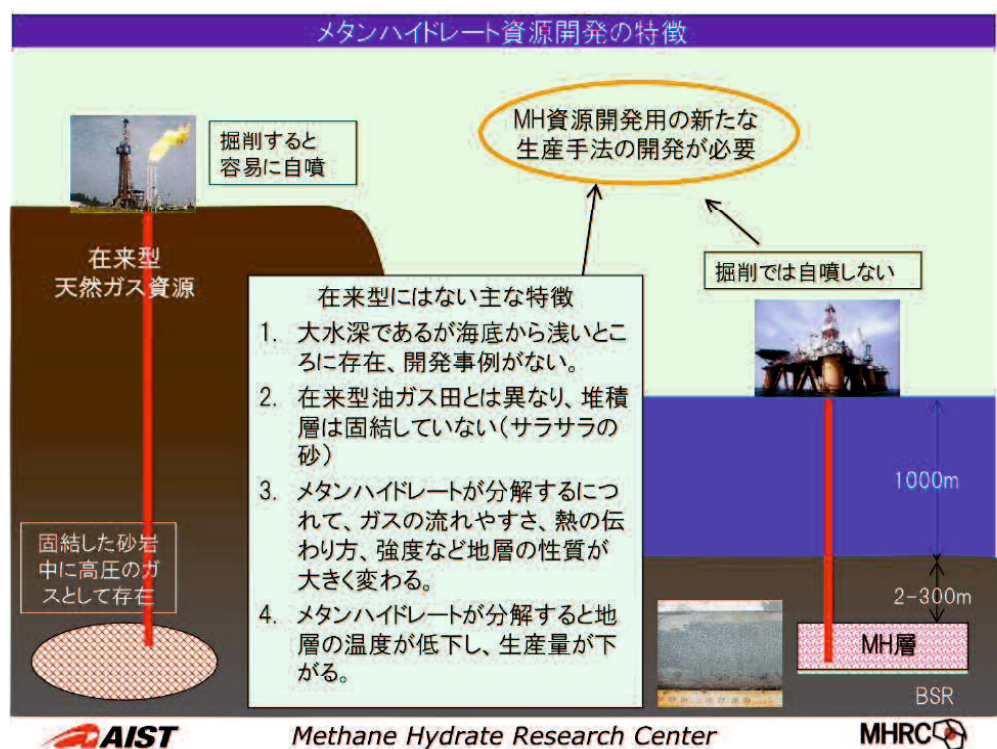 メタンハイドレート資源開発の特徴
掘削すると
容易に自噴
MH資源開発用の新たな
生産手法の開発が必要
在来型
天然ガス資源
掘削では自噴しない
在来型にはない主な特徴
1. 大水深であるが海底から浅いとこ
ろに存在、開発事例がない。
2. 在来型油ガス田とは異なり、堆積
層は固結していない(サラサラの
砂)
3. メタンハイドレートが分解するにつ
れて、ガスの流れやすさ、熱の伝
わり方、強度など地層の性質が
大きく変わる。
4. メタンハイドレートが分解すると地
層の温度が低下し、生産量が下
がる。
固結した砂岩
中に高圧のガ
スとして存在
1000m
2-300m
MH層
BSR
AIST
Methane Hydrate Research Center
MHRC